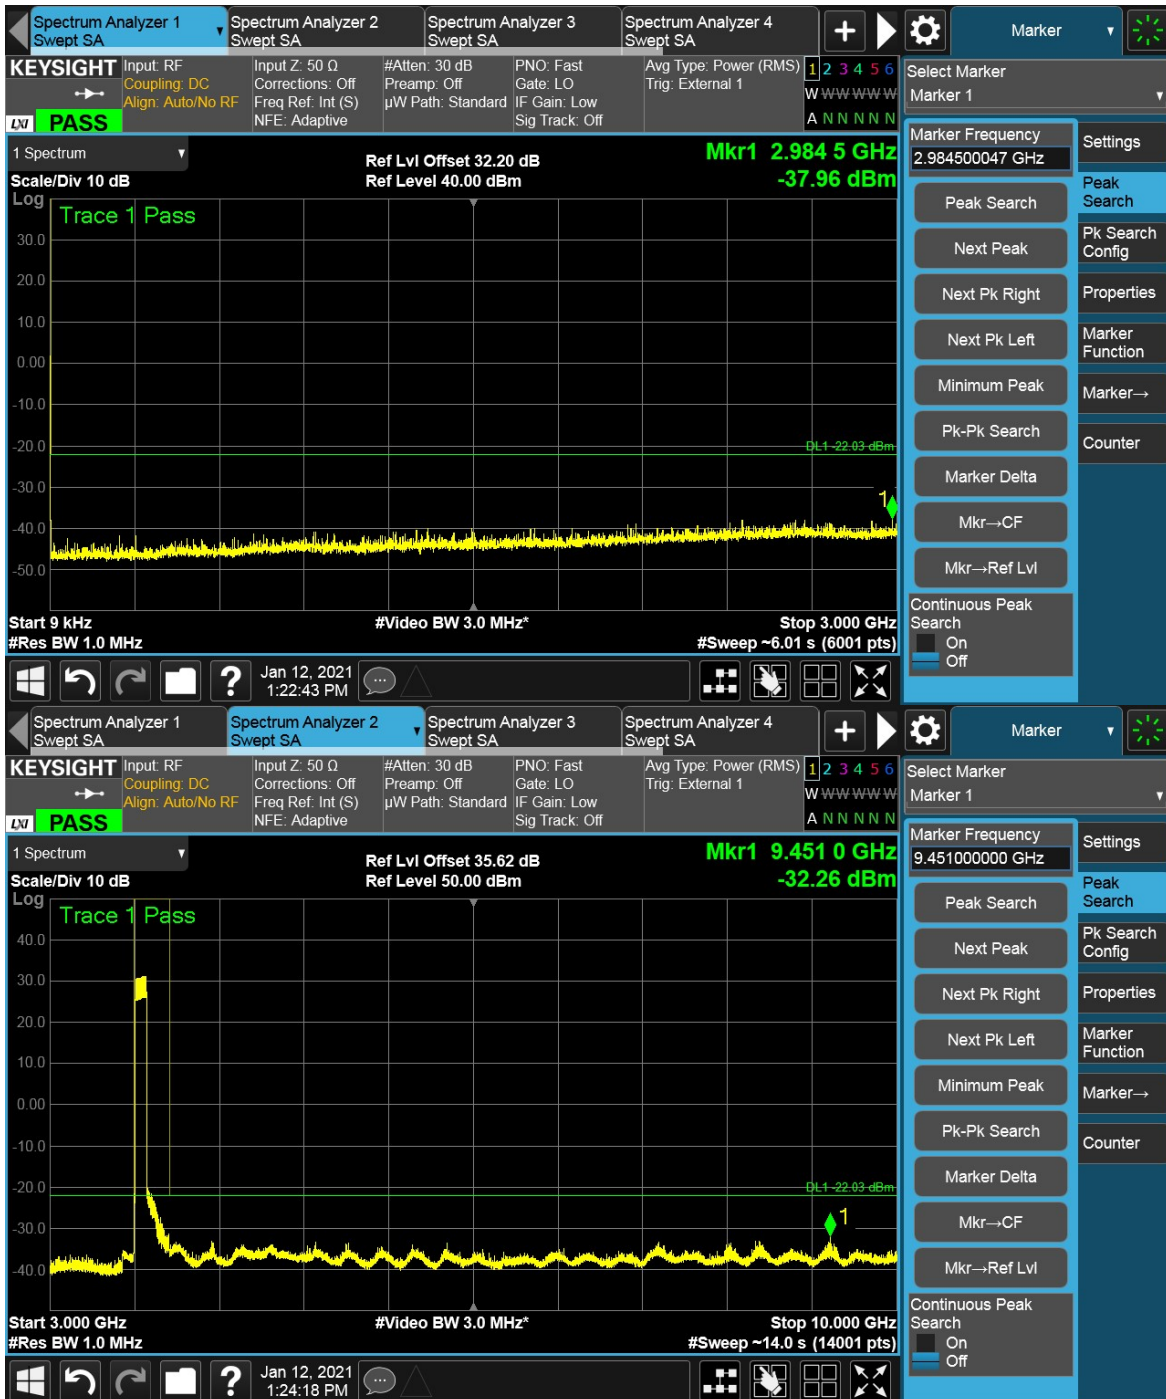 Spectrum Analyzer 1
Swept SA
Spectrum Analyzer 2
Swept SA
Spectrum Analyzer 3
Swept SA
Spectrum Analyzer 4
Swept SA
+
Marker
KEYSIGHT
LXI PASS
Input: RF
Coupling: DC
Align: Auto/No RF
Input Z: 50 Ω
Corrections: Off
Freq Ref: Int (S)
NFE: Adaptive
#Atten: 30 dB
Preamp: Off
µW Path: Standard
PNO: Fast
Gate: LO
IF Gain: Low
Sig Track: Off
Avg Type: Power (RMS)
Trig: External 1
1 2 3 4 5 6
W W W W W W
A N N N N N
Select Marker
Marker 1
1 Spectrum
Scale/Div 10 dB
Ref Lvl Offset 32.20 dB
Ref Level 40.00 dBm
Mkr1 2.984 5 GHz
-37.96 dBm
Log
Trace 1 Pass
30.0
20.0
10.0
0.00
-10.0
-20.0
-30.0
-40.0
-50.0
DL1 -22.03 dBm
1
Start 9 kHz
#Res BW 1.0 MHz
#Video BW 3.0 MHz*
Stop 3.000 GHz
#Sweep ~6.01 s (6001 pts)
Marker Frequency
2.984500047 GHz
Peak Search
Next Peak
Next Pk Right
Next Pk Left
Minimum Peak
Pk-Pk Search
Marker Delta
Mkr→CF
Mkr→Ref Lvl
Continuous Peak
Search
On
Off
Settings
Peak
Search
Pk Search
Config
Properties
Marker
Function
Marker→
Counter
?
Jan 12, 2021
1:22:43 PM
Spectrum Analyzer 1
Swept SA
Spectrum Analyzer 2
Swept SA
Spectrum Analyzer 3
Swept SA
Spectrum Analyzer 4
Swept SA
+
Marker
KEYSIGHT
LXI PASS
Input: RF
Coupling: DC
Align: Auto/No RF
Input Z: 50 Ω
Corrections: Off
Freq Ref: Int (S)
NFE: Adaptive
#Atten: 30 dB
Preamp: Off
µW Path: Standard
PNO: Fast
Gate: LO
IF Gain: Low
Sig Track: Off
Avg Type: Power (RMS)
Trig: External 1
1 2 3 4 5 6
W W W W W W
A N N N N N
Select Marker
Marker 1
1 Spectrum
Scale/Div 10 dB
Ref Lvl Offset 35.62 dB
Ref Level 50.00 dBm
Mkr1 9.451 0 GHz
-32.26 dBm
Log
Trace 1 Pass
40.0
30.0
20.0
10.0
0.00
-10.0
-20.0
-30.0
-40.0
DL1 -22.03 dBm
1
Start 3.000 GHz
#Res BW 1.0 MHz
#Video BW 3.0 MHz*
Stop 10.000 GHz
#Sweep ~14.0 s (14001 pts)
Marker Frequency
9.451000000 GHz
Peak Search
Next Peak
Next Pk Right
Next Pk Left
Minimum Peak
Pk-Pk Search
Marker Delta
Mkr→CF
Mkr→Ref Lvl
Continuous Peak
Search
On
Off
Settings
Peak
Search
Pk Search
Config
Properties
Marker
Function
Marker→
Counter
?
Jan 12, 2021
1:24:18 PM